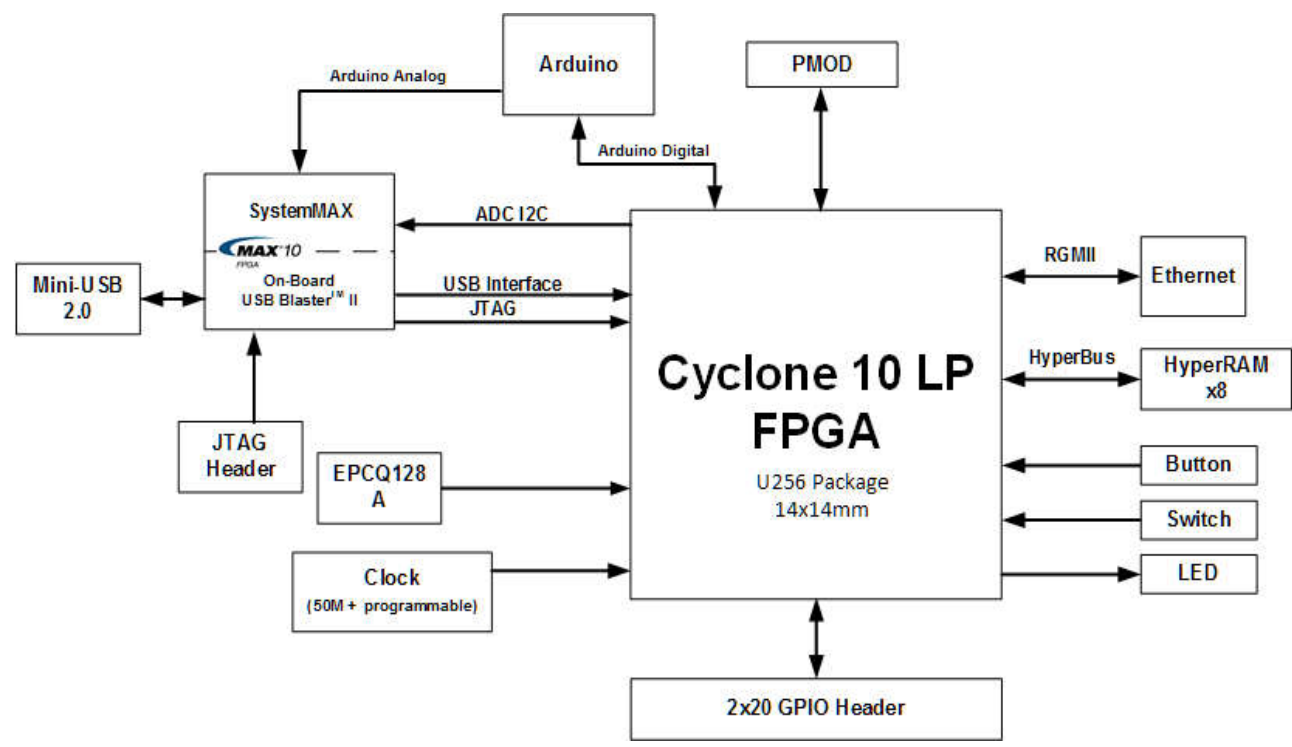 Arduino
PMOD
Arduino Analog
Arduino Digital
SystemMAX
ADC I2C
MAX®10
FPGA
On-Board
USB Blaster™ II
USB Interface
JTAG
Mini-USB
2.0
RGMII
Ethernet
HyperBus
HyperRAM
x8
Cyclone 10 LP
FPGA
U256 Package
14x14mm
JTAG
Header
EPCQ128
A
Button
Switch
LED
Clock
(50M + programmable)
2x20 GPIO Header